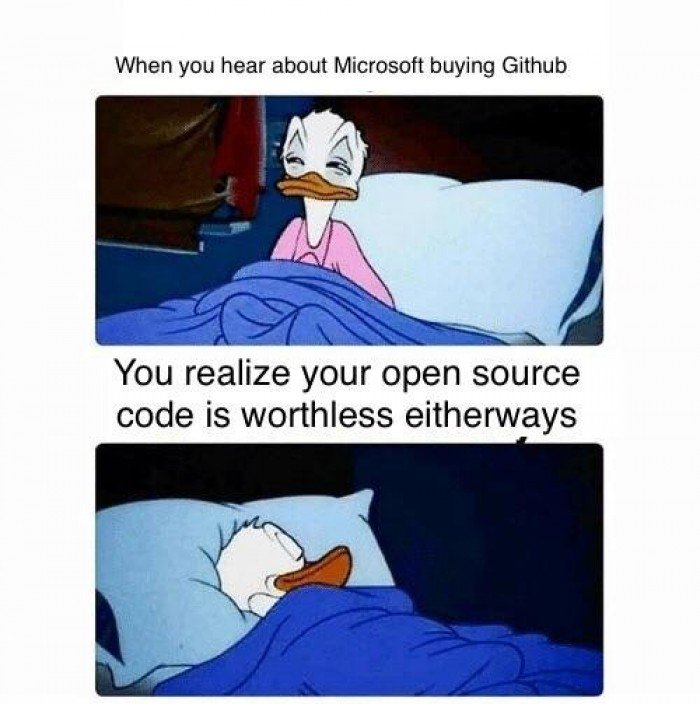 When you hear about Microsoft buying Github
You realize your open source
code is worthless eitherways